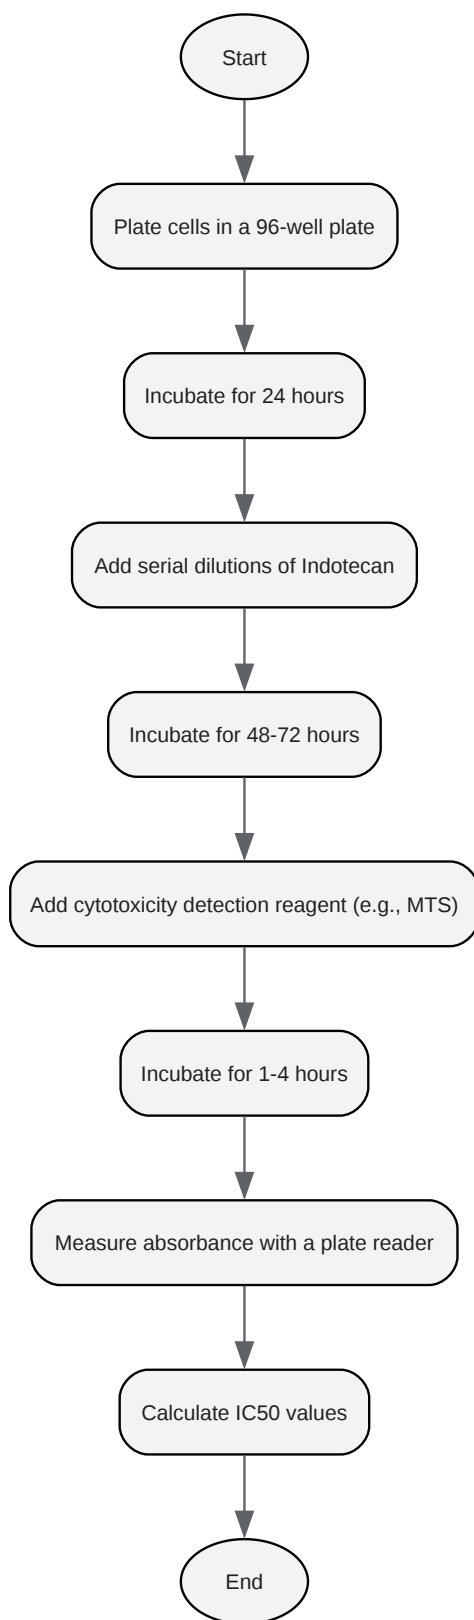 Start
Plate cells in a 96-well plate
Incubate for 24 hours
Add serial dilutions of Indotecan
Incubate for 48-72 hours
Add cytotoxicity detection reagent (e.g., MTS)
Incubate for 1-4 hours
Measure absorbance with a plate reader
Calculate IC50 values
End